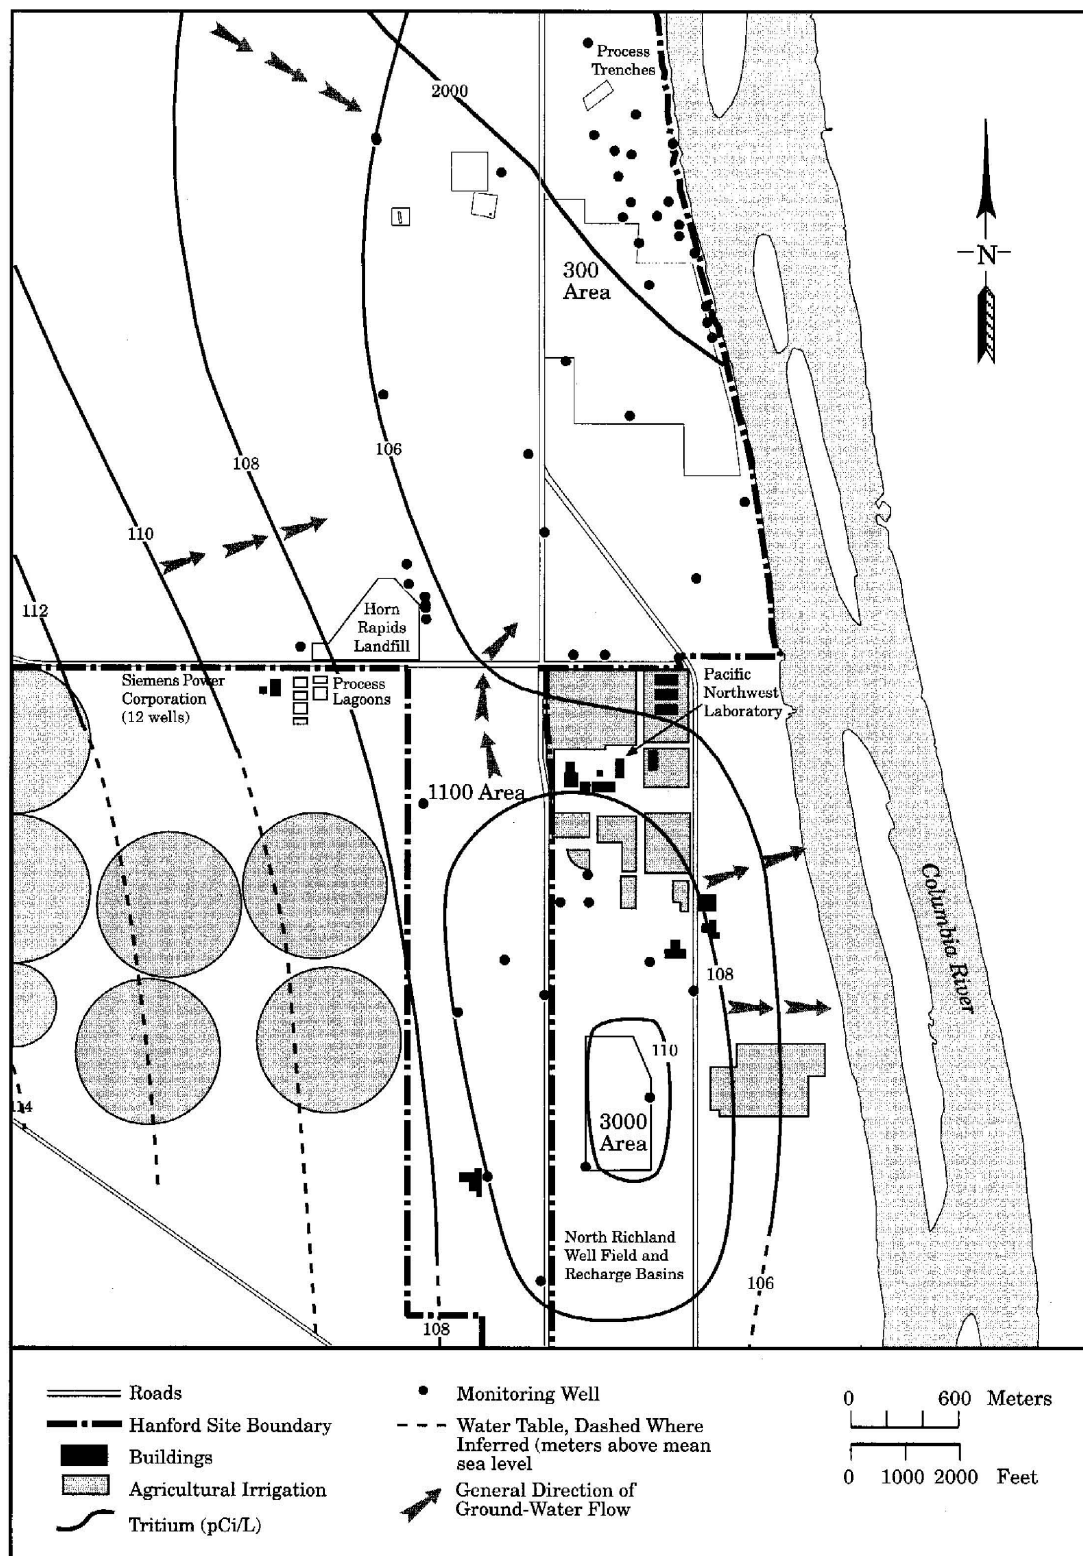 Process
Trenches
2000
N
300
Area
106
108
110
112
Horn
Rapids
Landfill
Siemens Power
Corporation
(12 wells)
Process
Lagoons
Pacific
Northwest
Laboratory
1100 Area
Columbia River
108
110
3000
Area
114
North Richland
Well Field and
Recharge Basins
106
108
Roads
Hanford Site Boundary
Buildings
Agricultural Irrigation
Tritium (pCi/L)
Monitoring Well
Water Table, Dashed Where
Inferred (meters above mean
sea level
General Direction of
Ground-Water Flow
0 600 Meters
0 1000 2000 Feet